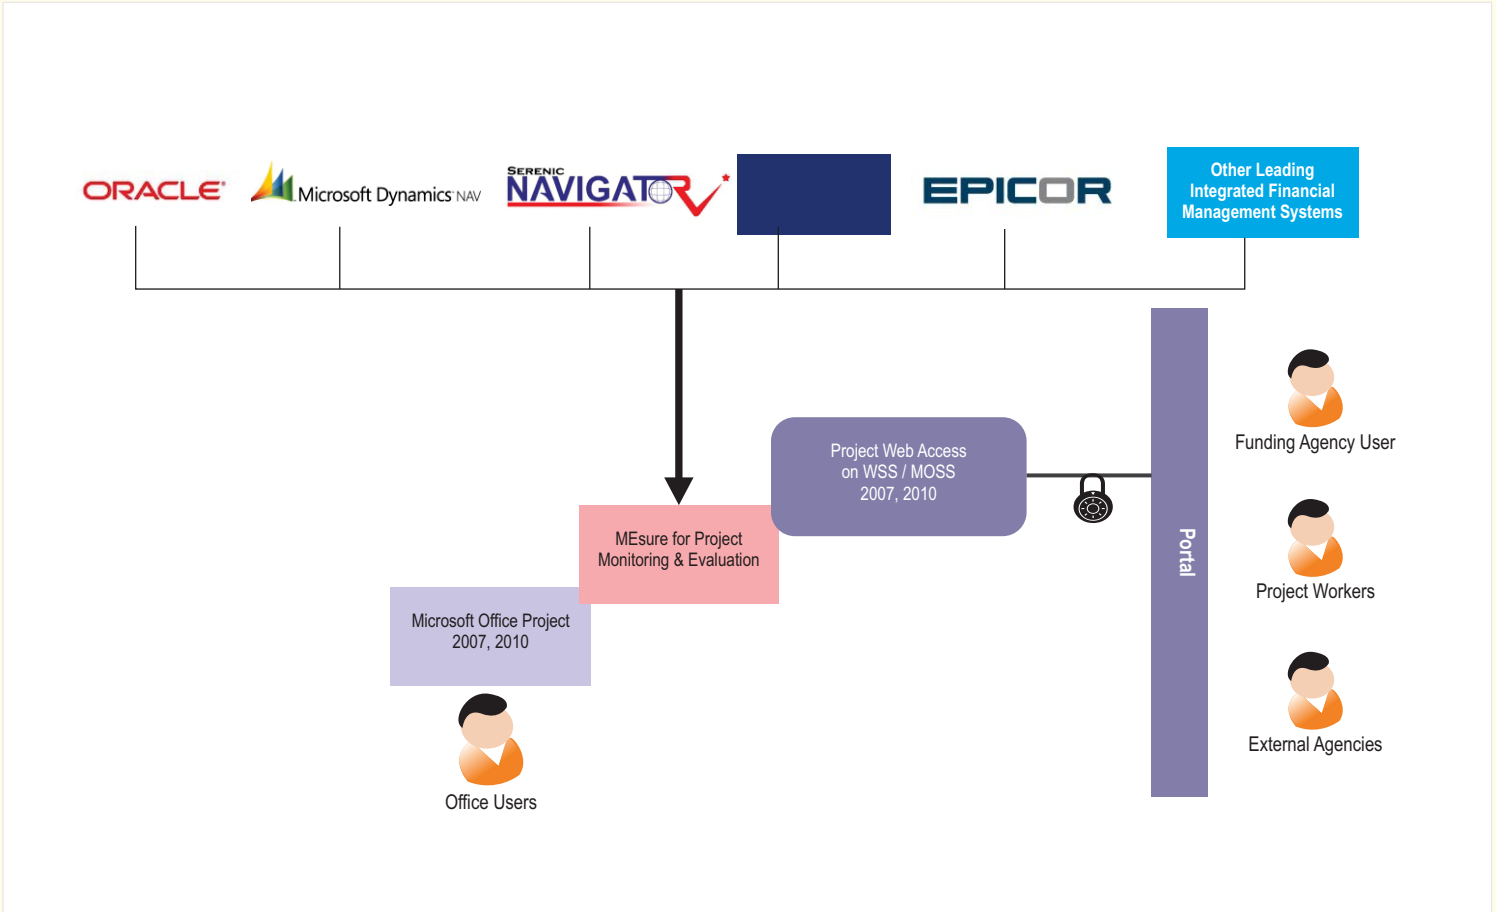 ORACLE
Microsoft Dynamics NAV
SERENIC
NAVIGATOR
EPICOR
Other Leading
Integrated Financial
Management Systems
Project Web Access
on WSS / MOSS
2007, 2010
MEsure for Project
Monitoring & Evaluation
Microsoft Office Project
2007, 2010
Office Users
Portal
Funding Agency User
Project Workers
External Agencies